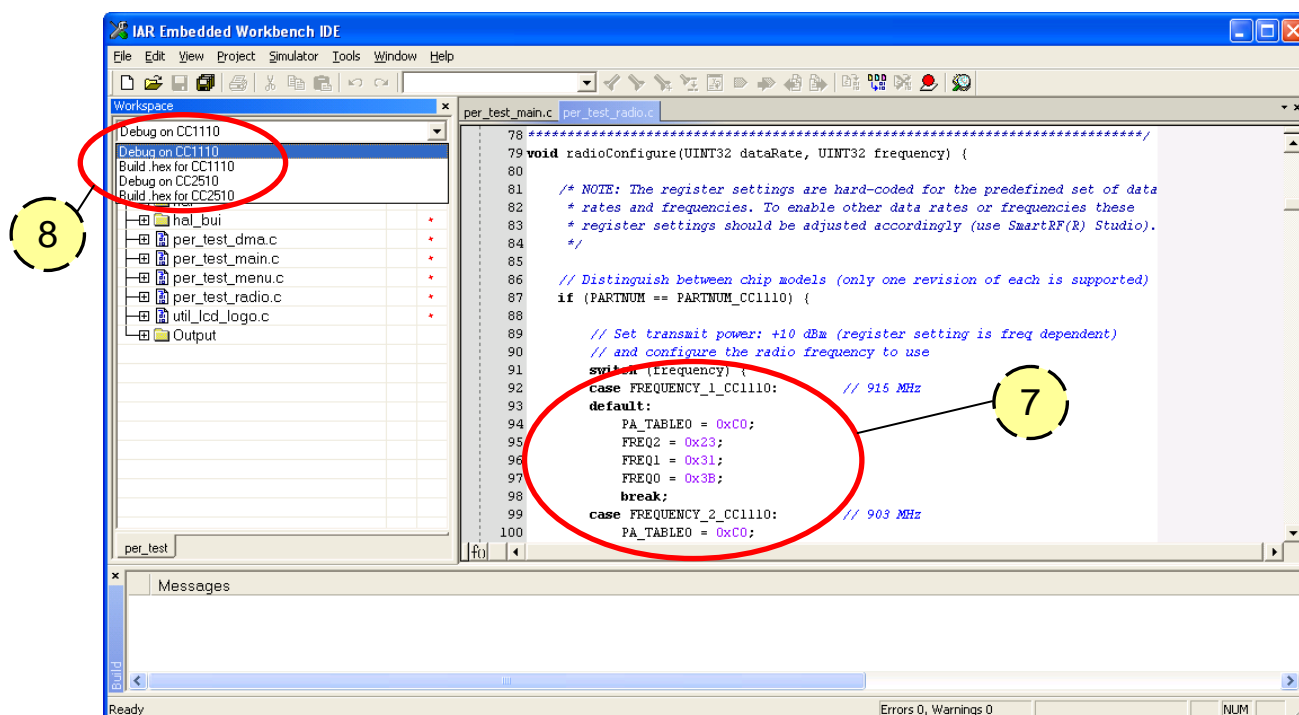 IAR Embedded Workbench IDE
File Edit View Project Simulator Tools Window Help
Workspace
Debug on CC1110
Debug on CC1110
Build .hex for CC1110
Debug on CC2510
Build .hex for CC2510
hal_bui *
per_test_dma.c *
per_test_main.c *
per_test_menu.c *
per_test_radio.c *
util_lcd_logo.c *
Output
per_test
8
per_test_main.c per_test_radio.c
78 ******************************************************************************/
79 void radioConfigure(UINT32 dataRate, UINT32 frequency) {
80
81 /* NOTE: The register settings are hard-coded for the predefined set of data
82 * rates and frequencies. To enable other data rates or frequencies these
83 * register settings should be adjusted accordingly (use SmartRF(R) Studio).
84 */
85
86 // Distinguish between chip models (only one revision of each is supported)
87 if (PARTNUM == PARTNUM_CC1110) {
88
89 // Set transmit power: +10 dBm (register setting is freq dependent)
90 // and configure the radio frequency to use
91 switch (frequency) {
92 case FREQUENCY_1_CC1110: // 915 MHz
93 default:
94 PA_TABLE0 = 0xC0;
95 FREQ2 = 0x23;
96 FREQ1 = 0x31;
97 FREQ0 = 0x3B;
98 break;
99 case FREQUENCY_2_CC1110: // 903 MHz
100 PA_TABLE0 = 0xC0;
7
f()
Messages
Build
Ready Errors 0, Warnings 0 NUM